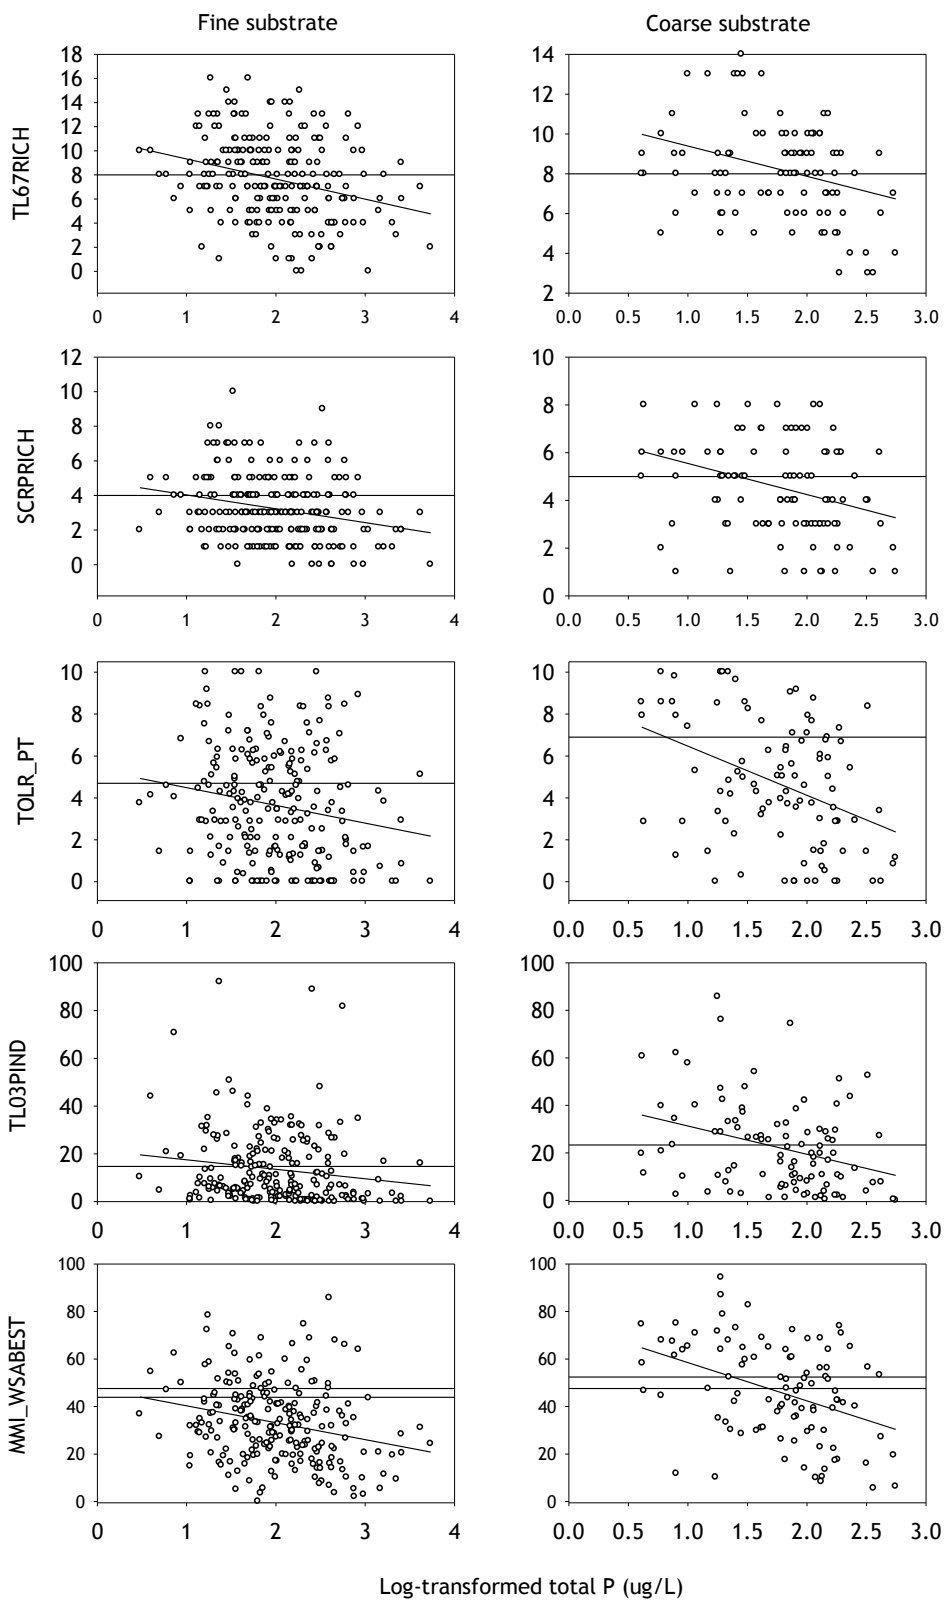 Fine substrate Coarse substrate
TL67RICH
18 16 14 12 10 8 6 4 2 0
0 1 2 3 4
14 12 10 8 6 4 2
0.0 0.5 1.0 1.5 2.0 2.5 3.0
SCRPRICH
12 10 8 6 4 2 0
0 1 2 3 4
10 8 6 4 2 0
0.0 0.5 1.0 1.5 2.0 2.5 3.0
TOLR_PT
10 8 6 4 2 0
0 1 2 3 4
10 8 6 4 2 0
0.0 0.5 1.0 1.5 2.0 2.5 3.0
TL03PIND
100 80 60 40 20 0
0 1 2 3 4
100 80 60 40 20 0
0.0 0.5 1.0 1.5 2.0 2.5 3.0
MMI_WSABEST
100 80 60 40 20 0
0 1 2 3 4
100 80 60 40 20 0
0.0 0.5 1.0 1.5 2.0 2.5 3.0
Log-transformed total P (ug/L)